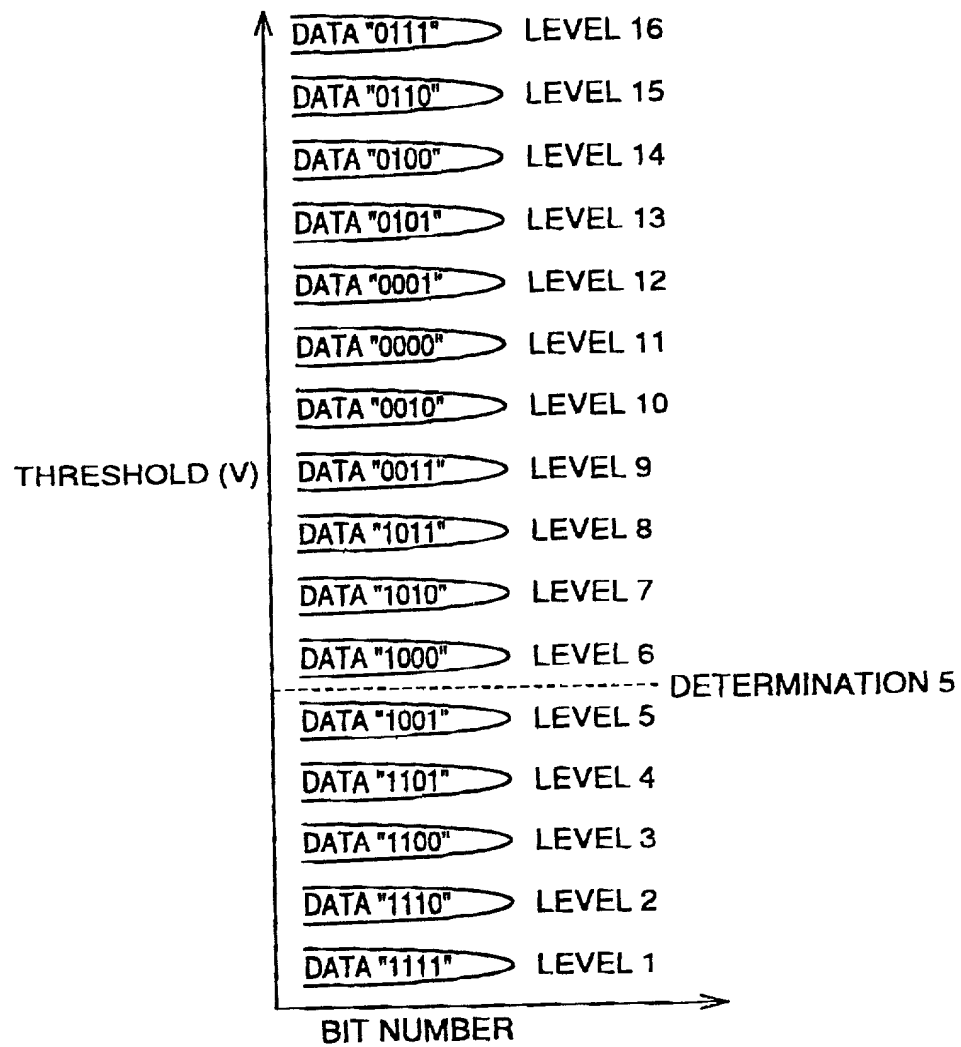 DATA "0111" LEVEL 16
DATA "0110" LEVEL 15
DATA "0100" LEVEL 14
DATA "0101" LEVEL 13
DATA "0001" LEVEL 12
DATA "0000" LEVEL 11
DATA "0010" LEVEL 10
THRESHOLD (V)
DATA "0011" LEVEL 9
DATA "1011" LEVEL 8
DATA "1010" LEVEL 7
DATA "1000" LEVEL 6
DETERMINATION 5
DATA "1001" LEVEL 5
DATA "1101" LEVEL 4
DATA "1100" LEVEL 3
DATA "1110" LEVEL 2
DATA "1111" LEVEL 1
BIT NUMBER